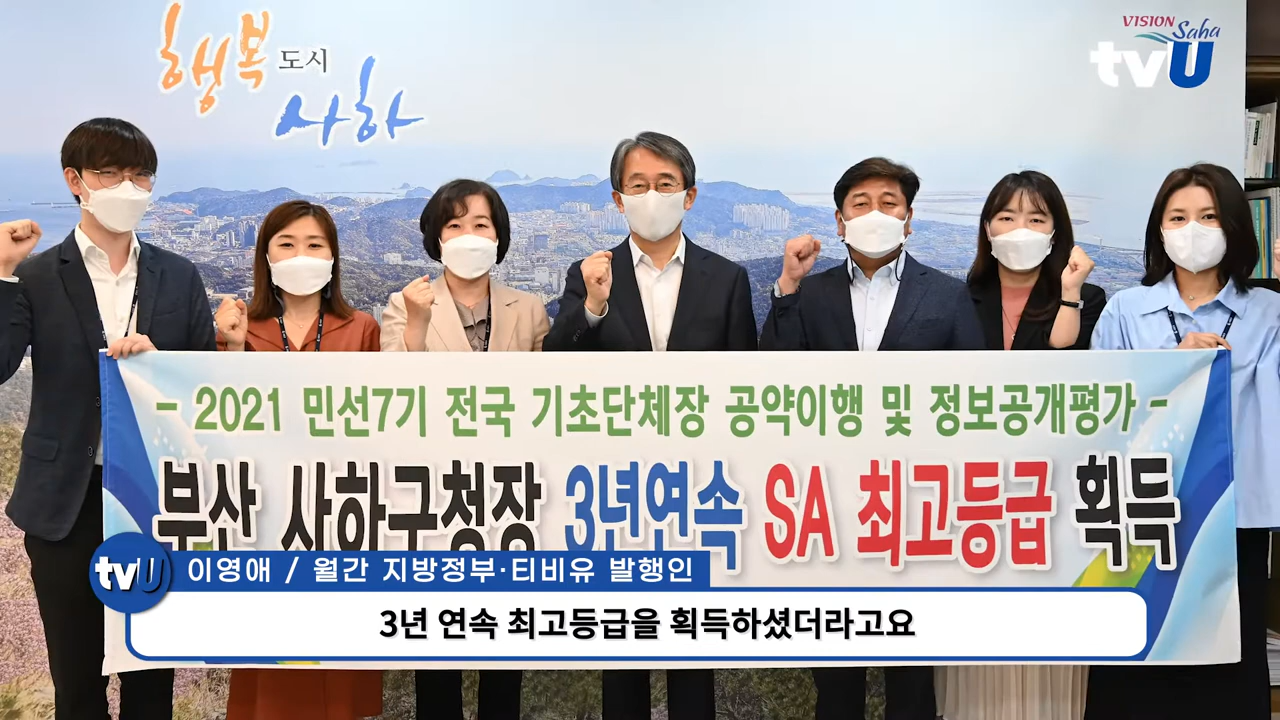 행복 도시
사하
VISION
Saha
tvU
- 2021 민선7기 전국 기초단체장 공약이행 및 정보공개평가 -
부산 사하구청장 3년연속 SA 최고등급 획득
tvU 이영애 / 월간 지방정부·티비유 발행인
3년 연속 최고등급을 획득하셨더라고요